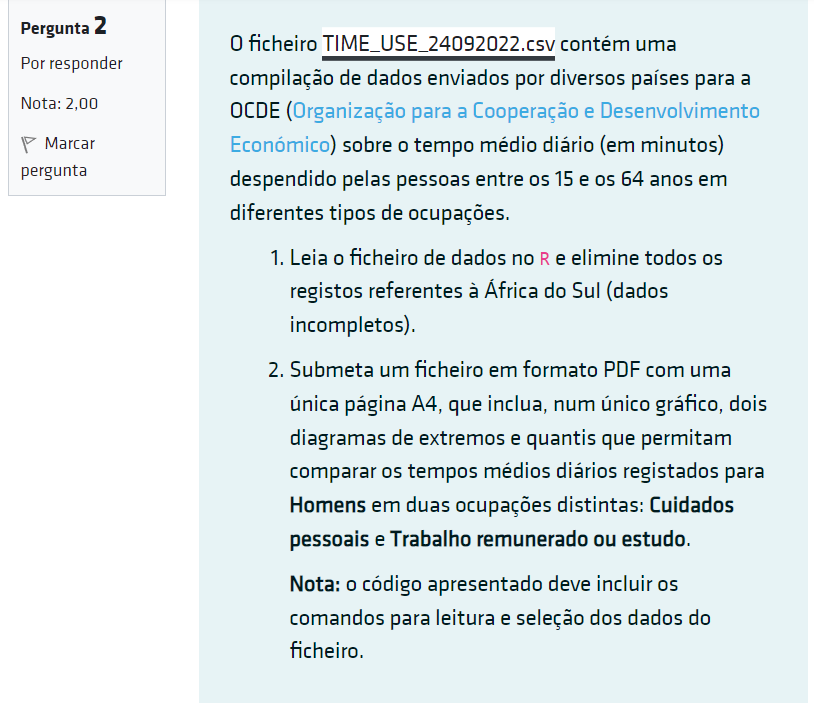 Pergunta 2
Por responder
Nota: 2,00
Marcar
pergunta
O ficheiro TIME_USE_24092022.csv contém uma
compilação de dados enviados por diversos países para a
OCDE (Organização para a Cooperação e Desenvolvimento
Económico) sobre o tempo médio diário (em minutos)
despendido pelas pessoas entre os 15 e os 64 anos em
diferentes tipos de ocupações.
1. Leia o ficheiro de dados no R e elimine todos os
registos referentes à África do Sul (dados
incompletos).
2. Submeta um ficheiro em formato PDF com uma
única página A4, que inclua, num único gráfico, dois
diagramas de extremos e quantis que permitam
comparar os tempos médios diários registados para
Homens em duas ocupações distintas: Cuidados
pessoais e Trabalho remunerado ou estudo.
Nota: o código apresentado deve incluir os
comandos para leitura e seleção dos dados do
ficheiro.